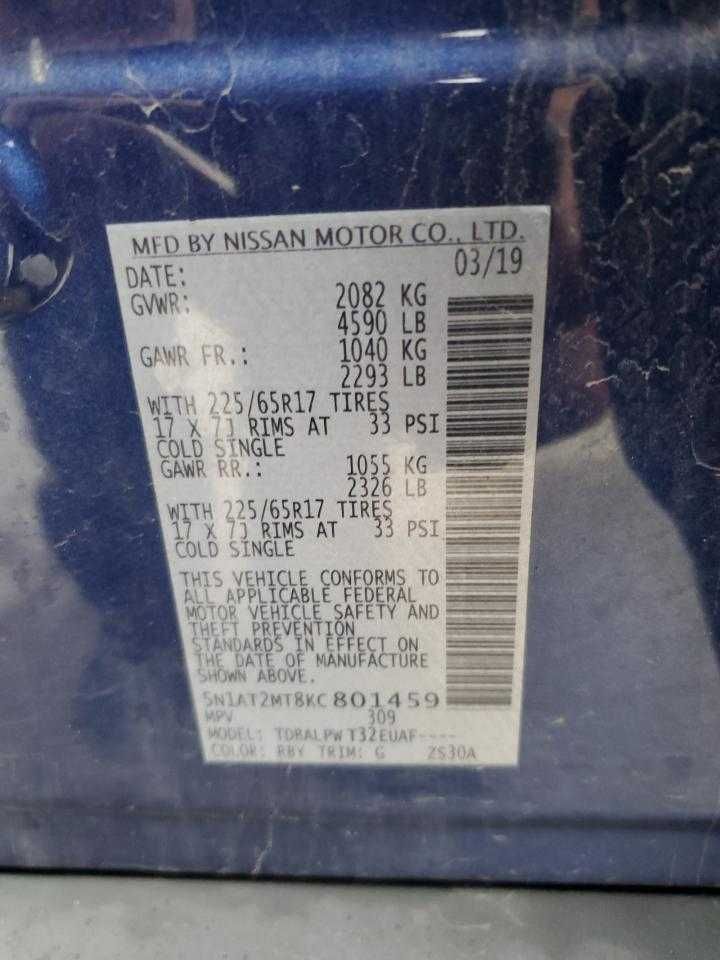 MFD BY NISSAN MOTOR CO., LTD.
DATE: 03/19
GVWR: 2082 KG
4590 LB
GAWR FR.: 1040 KG
2293 LB
WITH 225/65R17 TIRES
17 X 7J RIMS AT 33 PSI
COLD SINGLE
GAWR RR.: 1055 KG
2326 LB
WITH 225/65R17 TIRES
17 X 7J RIMS AT 33 PSI
COLD SINGLE
THIS VEHICLE CONFORMS TO
ALL APPLICABLE FEDERAL
MOTOR VEHICLE SAFETY AND
THEFT PREVENTION
STANDARDS IN EFFECT ON
THE DATE OF MANUFACTURE
SHOWN ABOVE.
5N1AT2MT8KC801459
MPV 309
MODEL: TDRALPW T32EUAF----
COLOR: RBY TRIM: G 2S30A